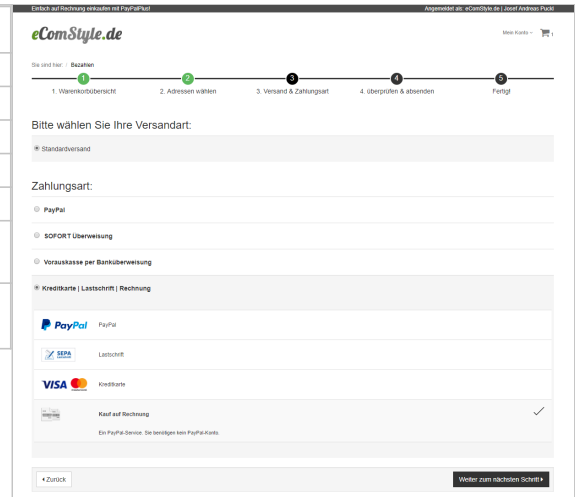 Einfach auf Rechnung einkaufen mit PayPalPlus!
Angemeldet als: eComStyle.de | Josef Andreas Puckl
eComStyle.de
Mein Konto
1
Sie sind hier: / Bezahlen
1 2 3 4 5
1. Warenkorbübersicht 2. Adressen wählen 3. Versand & Zahlungsart 4. überprüfen & absenden Fertig!
Bitte wählen Sie Ihre Versandart:
Standardversand
Zahlungsart:
PayPal
SOFORT Überweisung
Vorauskasse per Banküberweisung
Kreditkarte | Lastschrift | Rechnung
PayPal PayPal
SEPA Lastschrift
VISA Kreditkarte
Kauf auf Rechnung
Ein PayPal-Service. Sie benötigen kein PayPal-Konto.
Zurück
Weiter zum nächsten Schritt